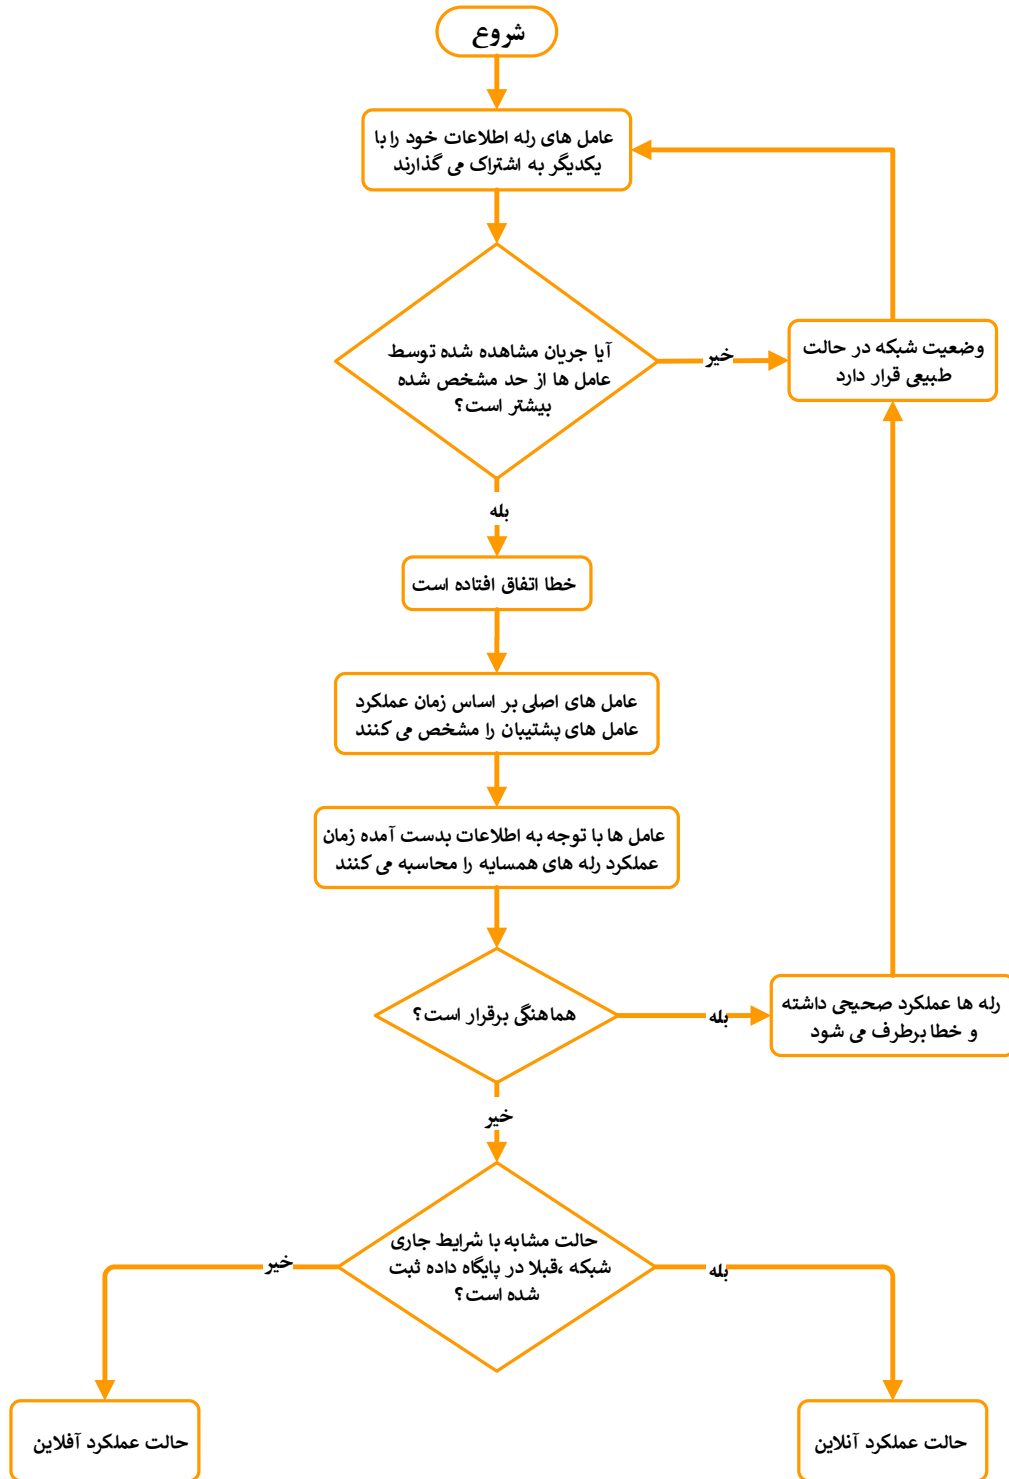 شروع
عامل های رله اطلاعات خود را با
یکدیگر به اشتراک می گذارند
آیا جریان مشاهده شده توسط
عامل ها از حد مشخص شده
بیشتر است؟
خیر
وضعیت شبکه در حالت
طبیعی قرار دارد
بله
خطا اتفاق افتاده است
عامل های اصلی بر اساس زمان عملکرد
عامل های پشتیبان را مشخص می کنند
عامل ها با توجه به اطلاعات بدست آمده زمان
عملکرد رله های همسایه را محاسبه می کنند
هماهنگی برقرار است؟
بله
رله ها عملکرد صحیحی داشته
و خطا برطرف می شود
خیر
حالت مشابه با شرایط جاری
شبکه ،قبلا در پایگاه داده ثبت
شده است؟
بله
خیر
حالت عملکرد آنلاین
حالت عملکرد آفلاین